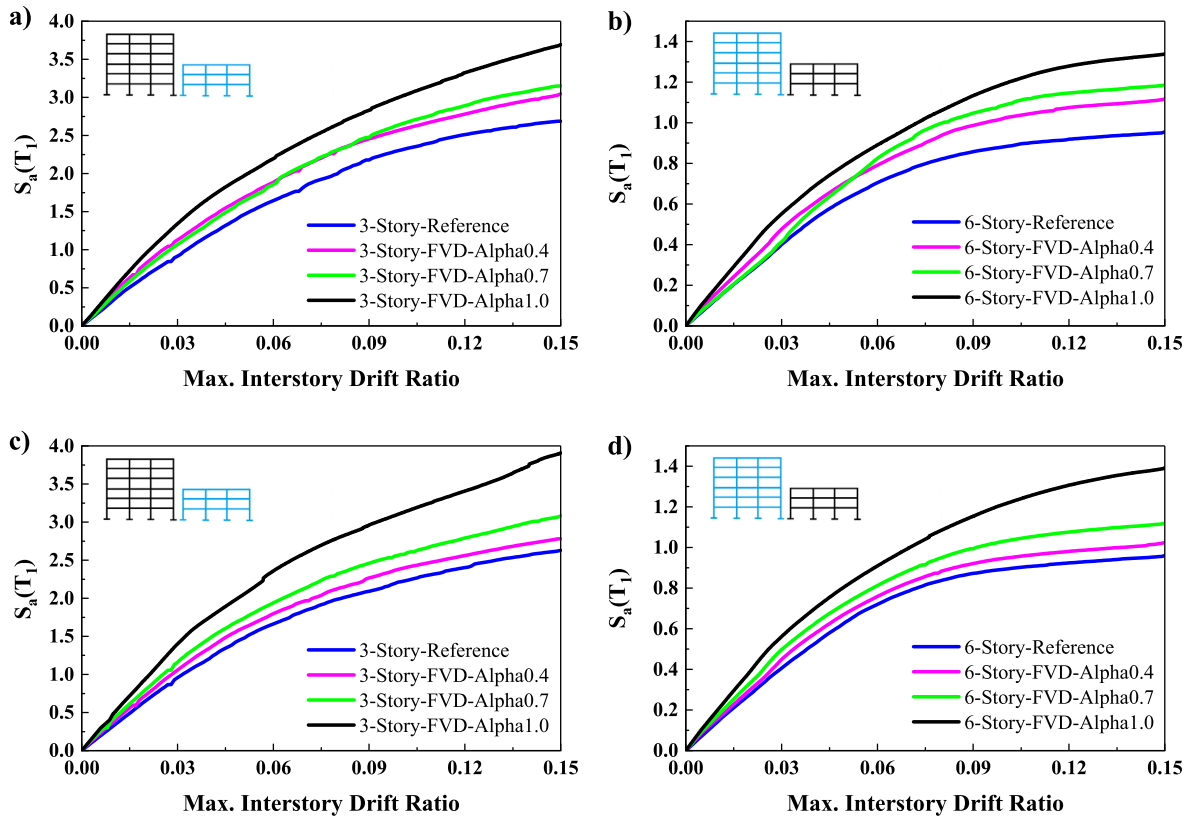 a)
4.0
3.5
3.0
2.5
2.0
1.5
1.0
0.5
0.0
Sa(T1)
3-Story-Reference
3-Story-FVD-Alpha0.4
3-Story-FVD-Alpha0.7
3-Story-FVD-Alpha1.0
0.00 0.03 0.06 0.09 0.12 0.15
Max. Interstory Drift Ratio
b)
1.4
1.2
1.0
0.8
0.6
0.4
0.2
0.0
Sa(T1)
6-Story-Reference
6-Story-FVD-Alpha0.4
6-Story-FVD-Alpha0.7
6-Story-FVD-Alpha1.0
0.00 0.03 0.06 0.09 0.12 0.15
Max. Interstory Drift Ratio
c)
4.0
3.5
3.0
2.5
2.0
1.5
1.0
0.5
0.0
Sa(T1)
3-Story-Reference
3-Story-FVD-Alpha0.4
3-Story-FVD-Alpha0.7
3-Story-FVD-Alpha1.0
0.00 0.03 0.06 0.09 0.12 0.15
Max. Interstory Drift Ratio
d)
1.4
1.2
1.0
0.8
0.6
0.4
0.2
0.0
Sa(T1)
6-Story-Reference
6-Story-FVD-Alpha0.4
6-Story-FVD-Alpha0.7
6-Story-FVD-Alpha1.0
0.00 0.03 0.06 0.09 0.12 0.15
Max. Interstory Drift Ratio